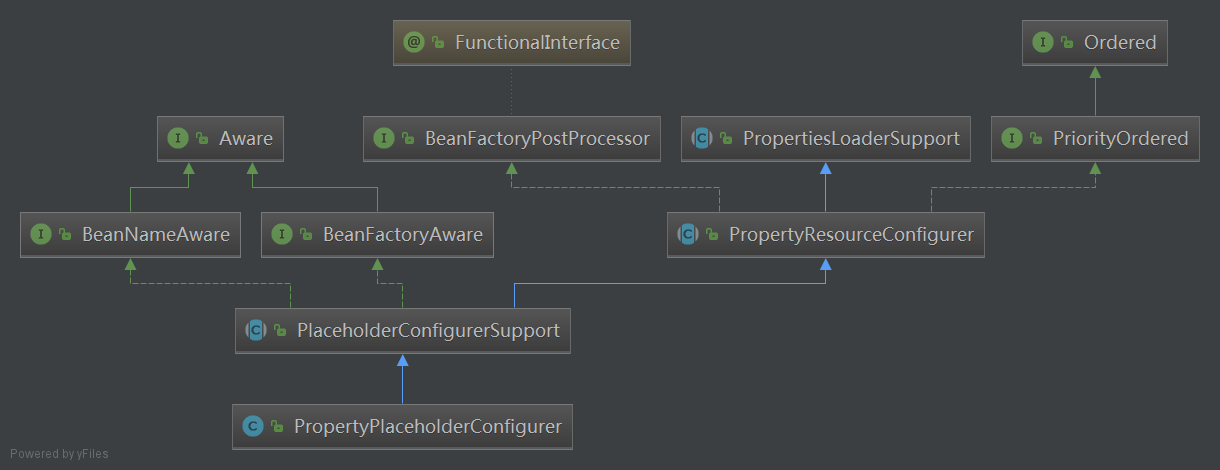 @ FunctionalInterface
I Ordered
I Aware
I BeanFactoryPostProcessor
C PropertiesLoaderSupport
I PriorityOrdered
I BeanNameAware
I BeanFactoryAware
C PropertyResourceConfigurer
C PlaceholderConfigurerSupport
C PropertyPlaceholderConfigurer
Powered by yFiles